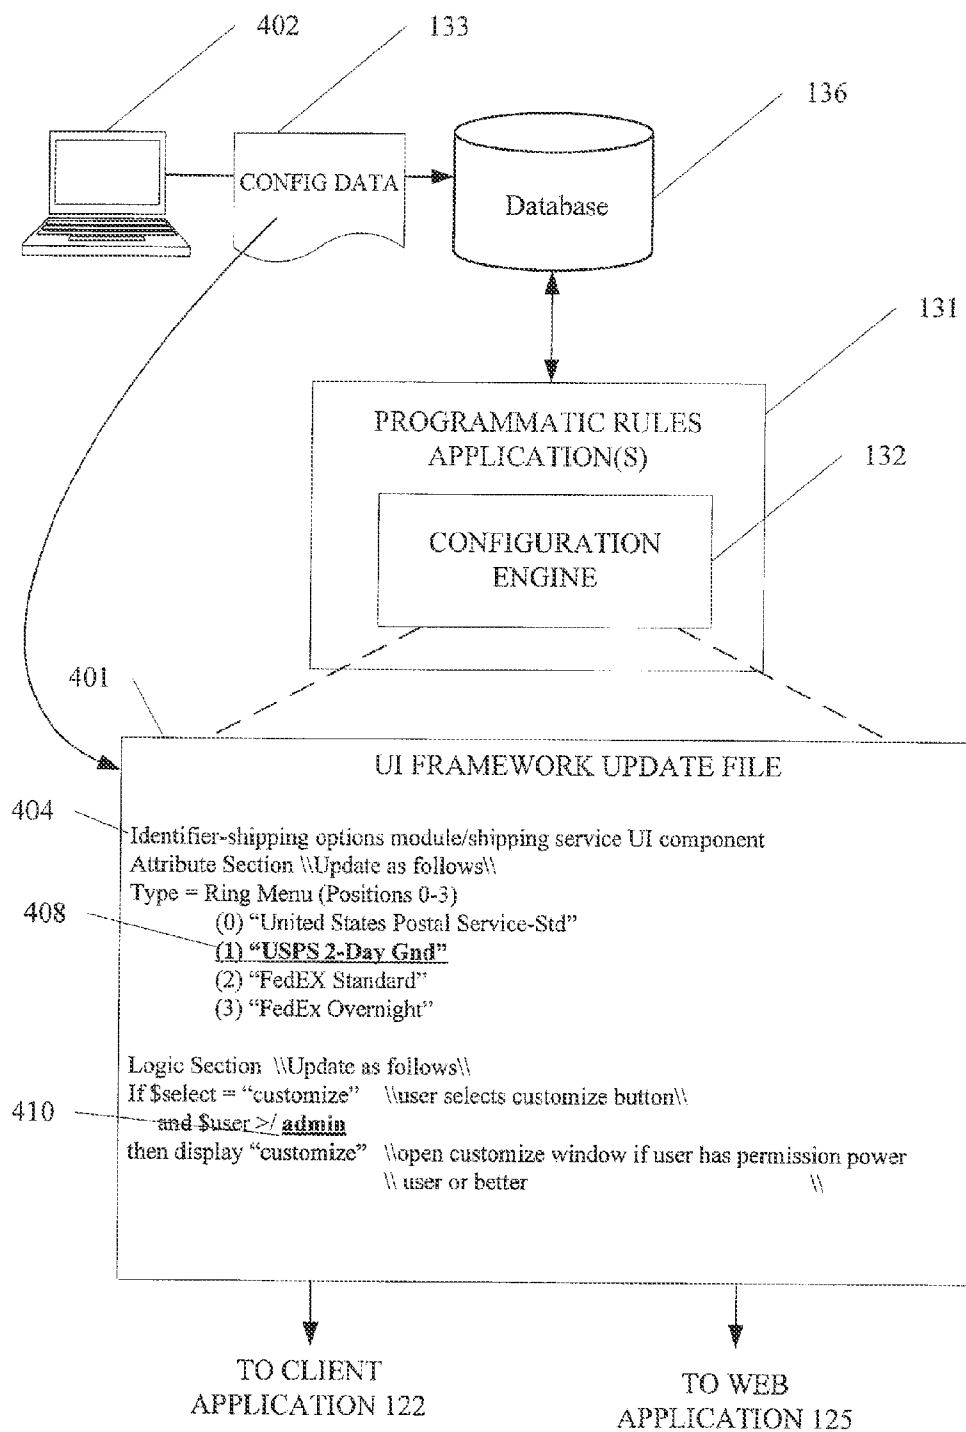 402
133
136
CONFIG DATA
Database
131
PROGRAMMATIC RULES
APPLICATION(S)
132
CONFIGURATION
ENGINE
401
UI FRAMEWORK UPDATE FILE
404
Identifier-shipping options module/shipping service UI component
Attribute Section \\Update as follows\\
Type = Ring Menu (Positions 0-3)
408
(0) “United States Postal Service-Std”
(1) “USPS 2-Day Gnd”
(2) “FedEX Standard”
(3) “FedEx Overnight”
Logic Section \\Update as follows\\
If $select = “customize” \\user selects customize button\\
410
and $user >/ admin
then display “customize” \\open customize window if user has permission power
\\ user or better \\
TO CLIENT
APPLICATION 122
TO WEB
APPLICATION 125